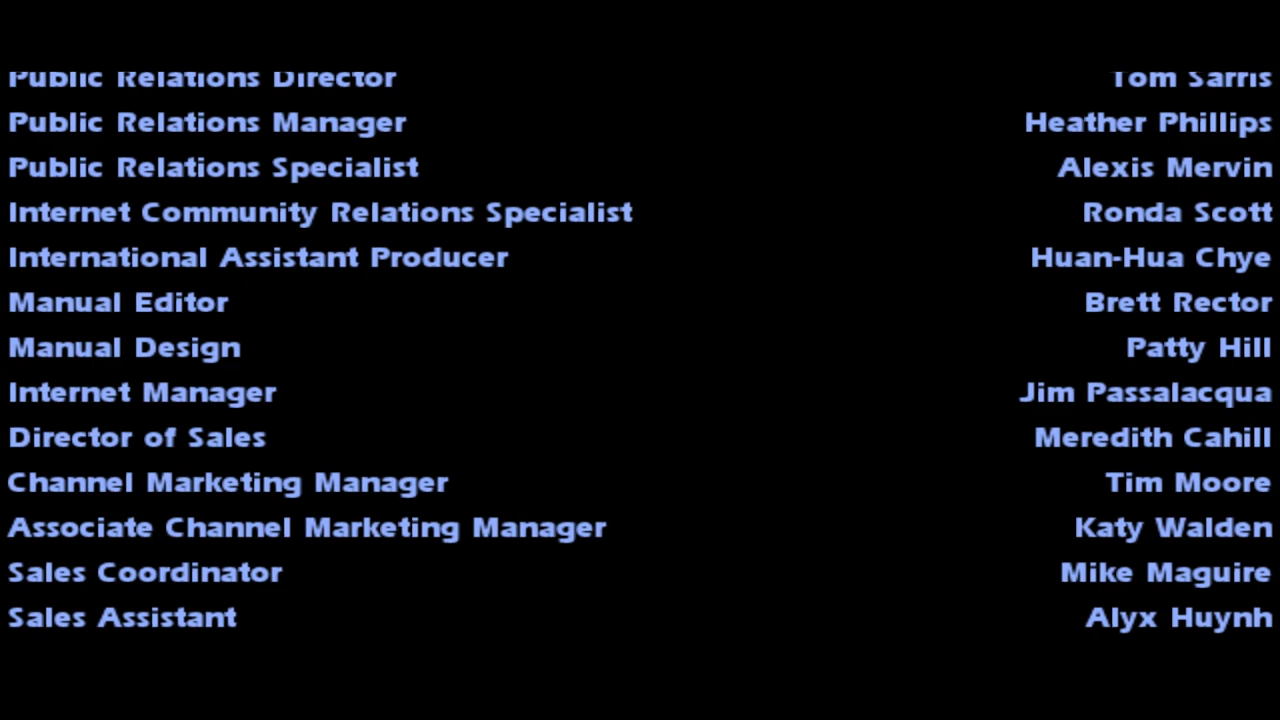 Public Relations Director Tom Sarris
Public Relations Manager Heather Phillips
Public Relations Specialist Alexis Mervin
Internet Community Relations Specialist Ronda Scott
International Assistant Producer Huan-Hua Chye
Manual Editor Brett Rector
Manual Design Patty Hill
Internet Manager Jim Passalacqua
Director of Sales Meredith Cahill
Channel Marketing Manager Tim Moore
Associate Channel Marketing Manager Katy Walden
Sales Coordinator Mike Maguire
Sales Assistant Alyx Huynh